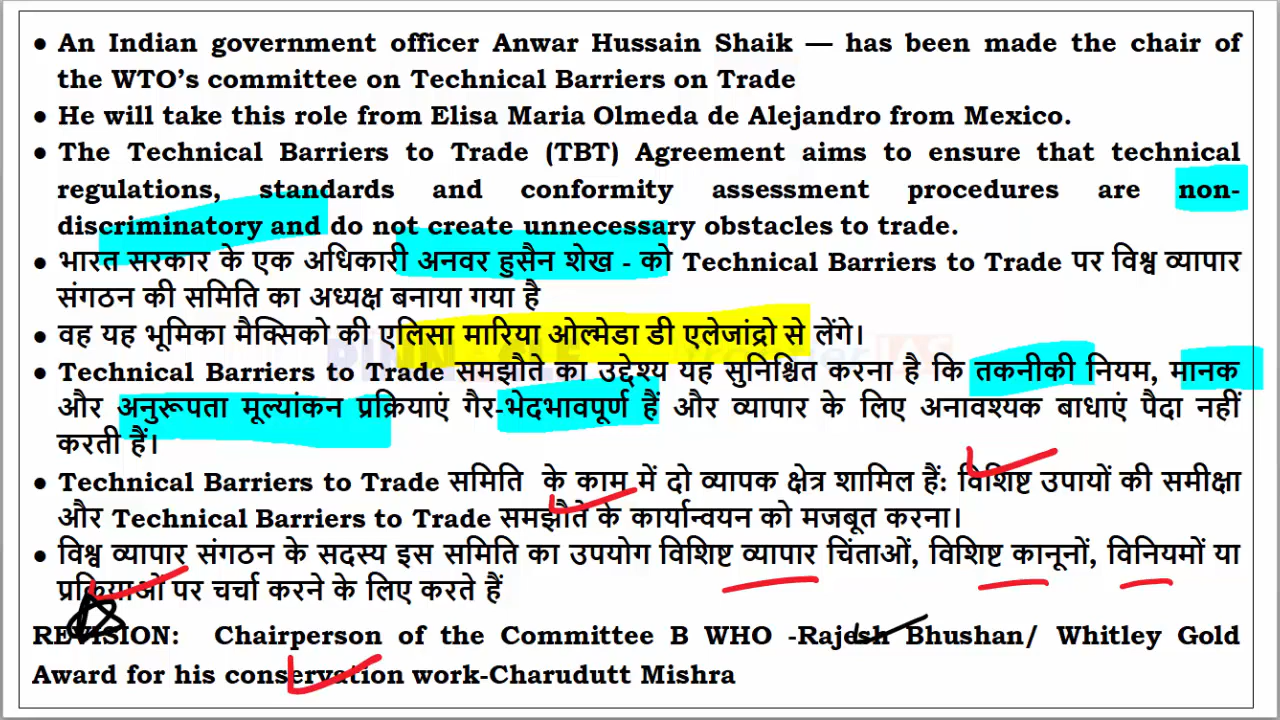 • An Indian government officer Anwar Hussain Shaik — has been made the chair of
the WTO’s committee on Technical Barriers on Trade
• He will take this role from Elisa Maria Olmeda de Alejandro from Mexico.
• The Technical Barriers to Trade (TBT) Agreement aims to ensure that technical
regulations, standards and conformity assessment procedures are non-
discriminatory and do not create unnecessary obstacles to trade.
• भारत सरकार के एक अधिकारी अनवर हुसैन शेख - को Technical Barriers to Trade पर विश्व व्यापार
संगठन की समिति का अध्यक्ष बनाया गया है
• वह यह भूमिका मैक्सिको की एलिसा मारिया ओल्मेडा डी एलेजांद्रो से लेंगे।
• Technical Barriers to Trade समझौते का उद्देश्य यह सुनिश्चित करना है कि तकनीकी नियम, मानक
और अनुरूपता मूल्यांकन प्रक्रियाएं गैर-भेदभावपूर्ण हैं और व्यापार के लिए अनावश्यक बाधाएं पैदा नहीं
करती हैं।
• Technical Barriers to Trade समिति के काम में दो व्यापक क्षेत्र शामिल हैं: विशिष्ट उपायों की समीक्षा
और Technical Barriers to Trade समझौते के कार्यान्वयन को मजबूत करना।
• विश्व व्यापार संगठन के सदस्य इस समिति का उपयोग विशिष्ट व्यापार चिंताओं, विशिष्ट कानूनों, विनियमों या
प्रक्रियाओं पर चर्चा करने के लिए करते हैं
REVISION: Chairperson of the Committee B WHO -Rajesh Bhushan/ Whitley Gold
Award for his conservation work-Charudutt Mishra